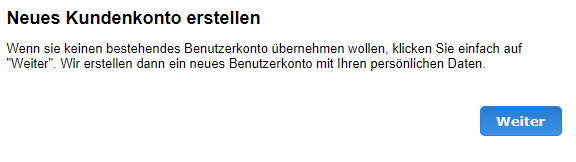 Neues Kundenkonto erstellen
Wenn sie keinen bestehendes Benutzerkonto übernehmen wollen, klicken Sie einfach auf
"Weiter". Wir erstellen dann ein neues Benutzerkonto mit Ihren persönlichen Daten.
Weiter